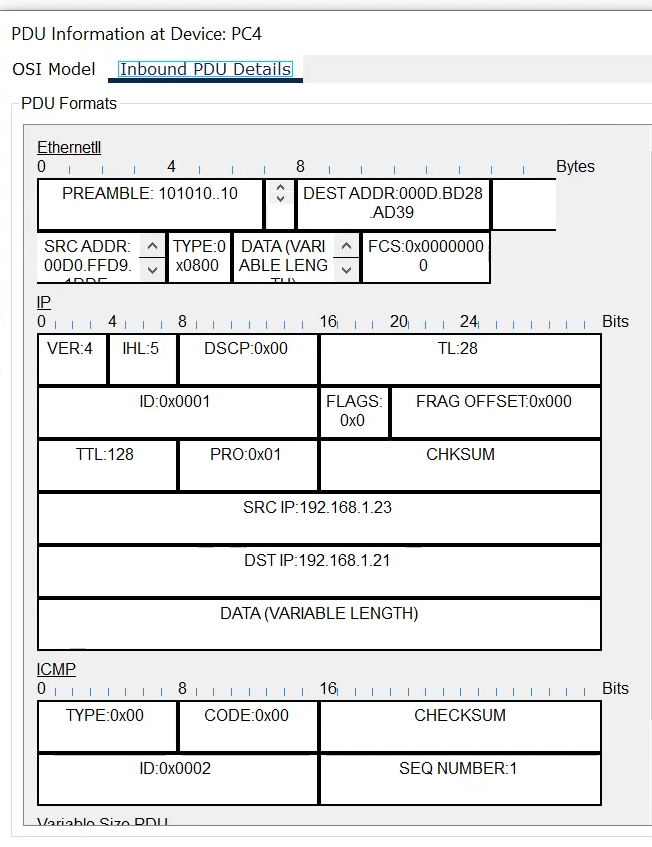 PDU Information at Device: PC4
OSI Model Inbound PDU Details
PDU Formats
EthernetII
0 4 8 Bytes
PREAMBLE: 101010..10 DEST ADDR:000D.BD28
.AD39
SRC ADDR: TYPE:0 DATA (VARI FCS:0x0000000
00D0.FFD9. x0800 ABLE LENG 0
TH)
IP
0 4 8 16 20 24 Bits
VER:4 IHL:5 DSCP:0x00 TL:28
ID:0x0001 FLAGS: FRAG OFFSET:0x000
0x0
TTL:128 PRO:0x01 CHKSUM
SRC IP:192.168.1.23
DST IP:192.168.1.21
DATA (VARIABLE LENGTH)
ICMP
0 8 16 Bits
TYPE:0x00 CODE:0x00 CHECKSUM
ID:0x0002 SEQ NUMBER:1
Variable Size PDU